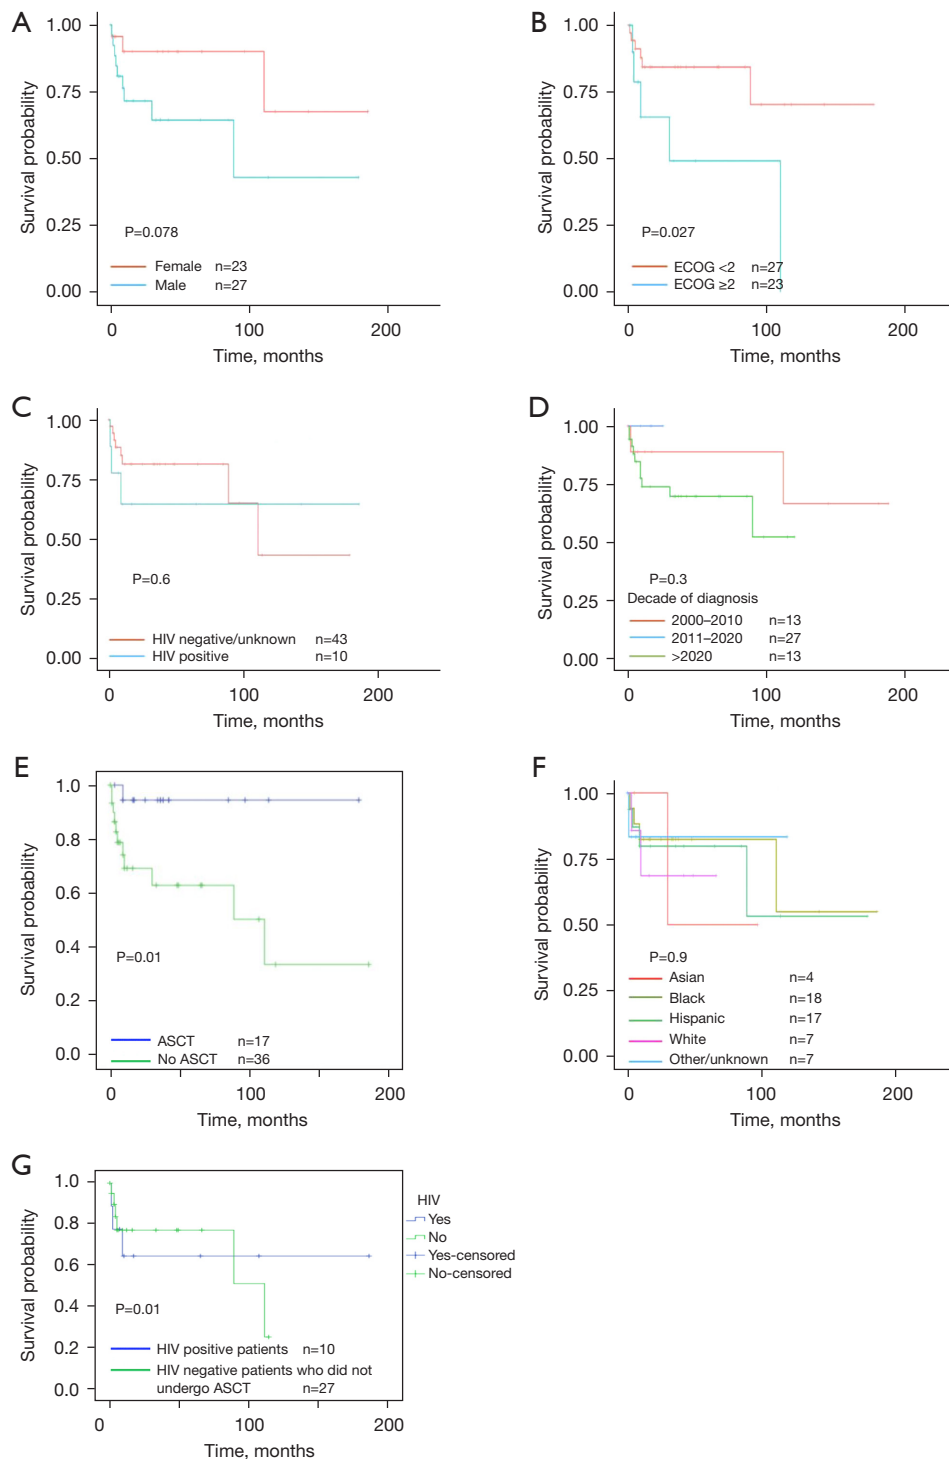 A
1.00
0.75
0.50
0.25
0.00
Survival probability
P=0.078
Female n=23
Male n=27
0 100 200
Time, months
B
1.00
0.75
0.50
0.25
0.00
Survival probability
P=0.027
ECOG <2 n=27
ECOG ≥2 n=23
0 100 200
Time, months
C
1.00
0.75
0.50
0.25
0.00
Survival probability
P=0.6
HIV negative/unknown n=43
HIV positive n=10
0 100 200
Time, months
D
1.00
0.75
0.50
0.25
0.00
Survival probability
P=0.3
Decade of diagnosis
2000–2010 n=13
2011–2020 n=27
>2020 n=13
0 100 200
Time, months
E
1.0
0.8
0.6
0.4
0.2
0.0
Survival probability
P=0.01
ASCT n=17
No ASCT n=36
0 100 200
Time, months
F
1.00
0.75
0.50
0.25
0.00
Survival probability
P=0.9
Asian n=4
Black n=18
Hispanic n=17
White n=7
Other/unknown n=7
0 100 200
Time, months
G
1.0
0.8
0.6
0.4
0.2
0.0
Survival probability
P=0.01
HIV positive patients n=10
HIV negative patients who did not
undergo ASCT n=27
0 100 200
Time, months
HIV
Yes
No
Yes-censored
No-censored